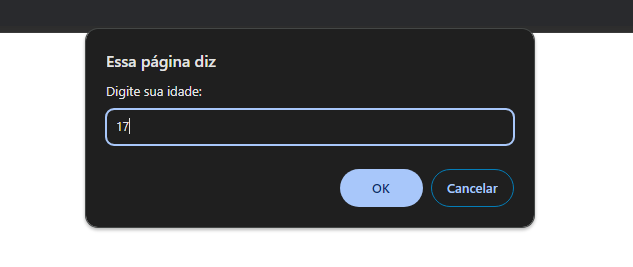 Essa página diz
Digite sua idade:
17
OK
Cancelar